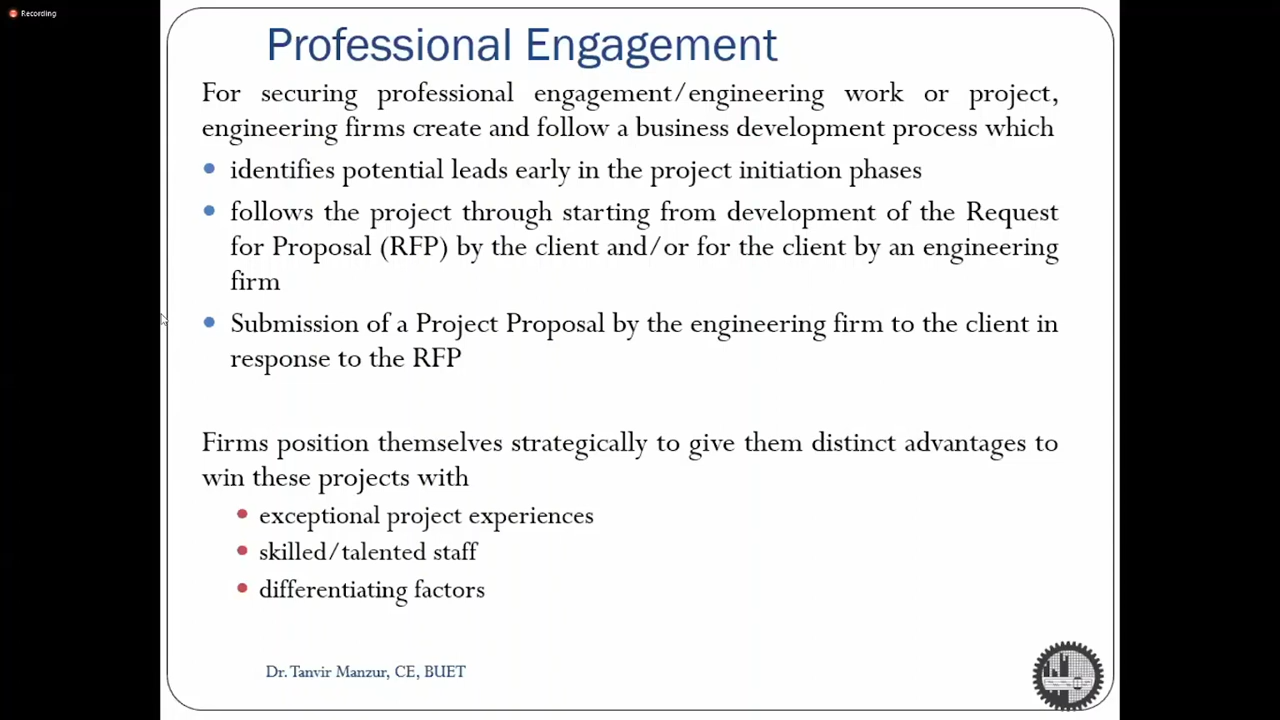 Recording
Professional Engagement
For securing professional engagement/engineering work or project,
engineering firms create and follow a business development process which
• identifies potential leads early in the project initiation phases
• follows the project through starting from development of the Request
for Proposal (RFP) by the client and/or for the client by an engineering
firm
• Submission of a Project Proposal by the engineering firm to the client in
response to the RFP
Firms position themselves strategically to give them distinct advantages to
win these projects with
• exceptional project experiences
• skilled/talented staff
• differentiating factors
Dr. Tanvir Manzur, CE, BUET